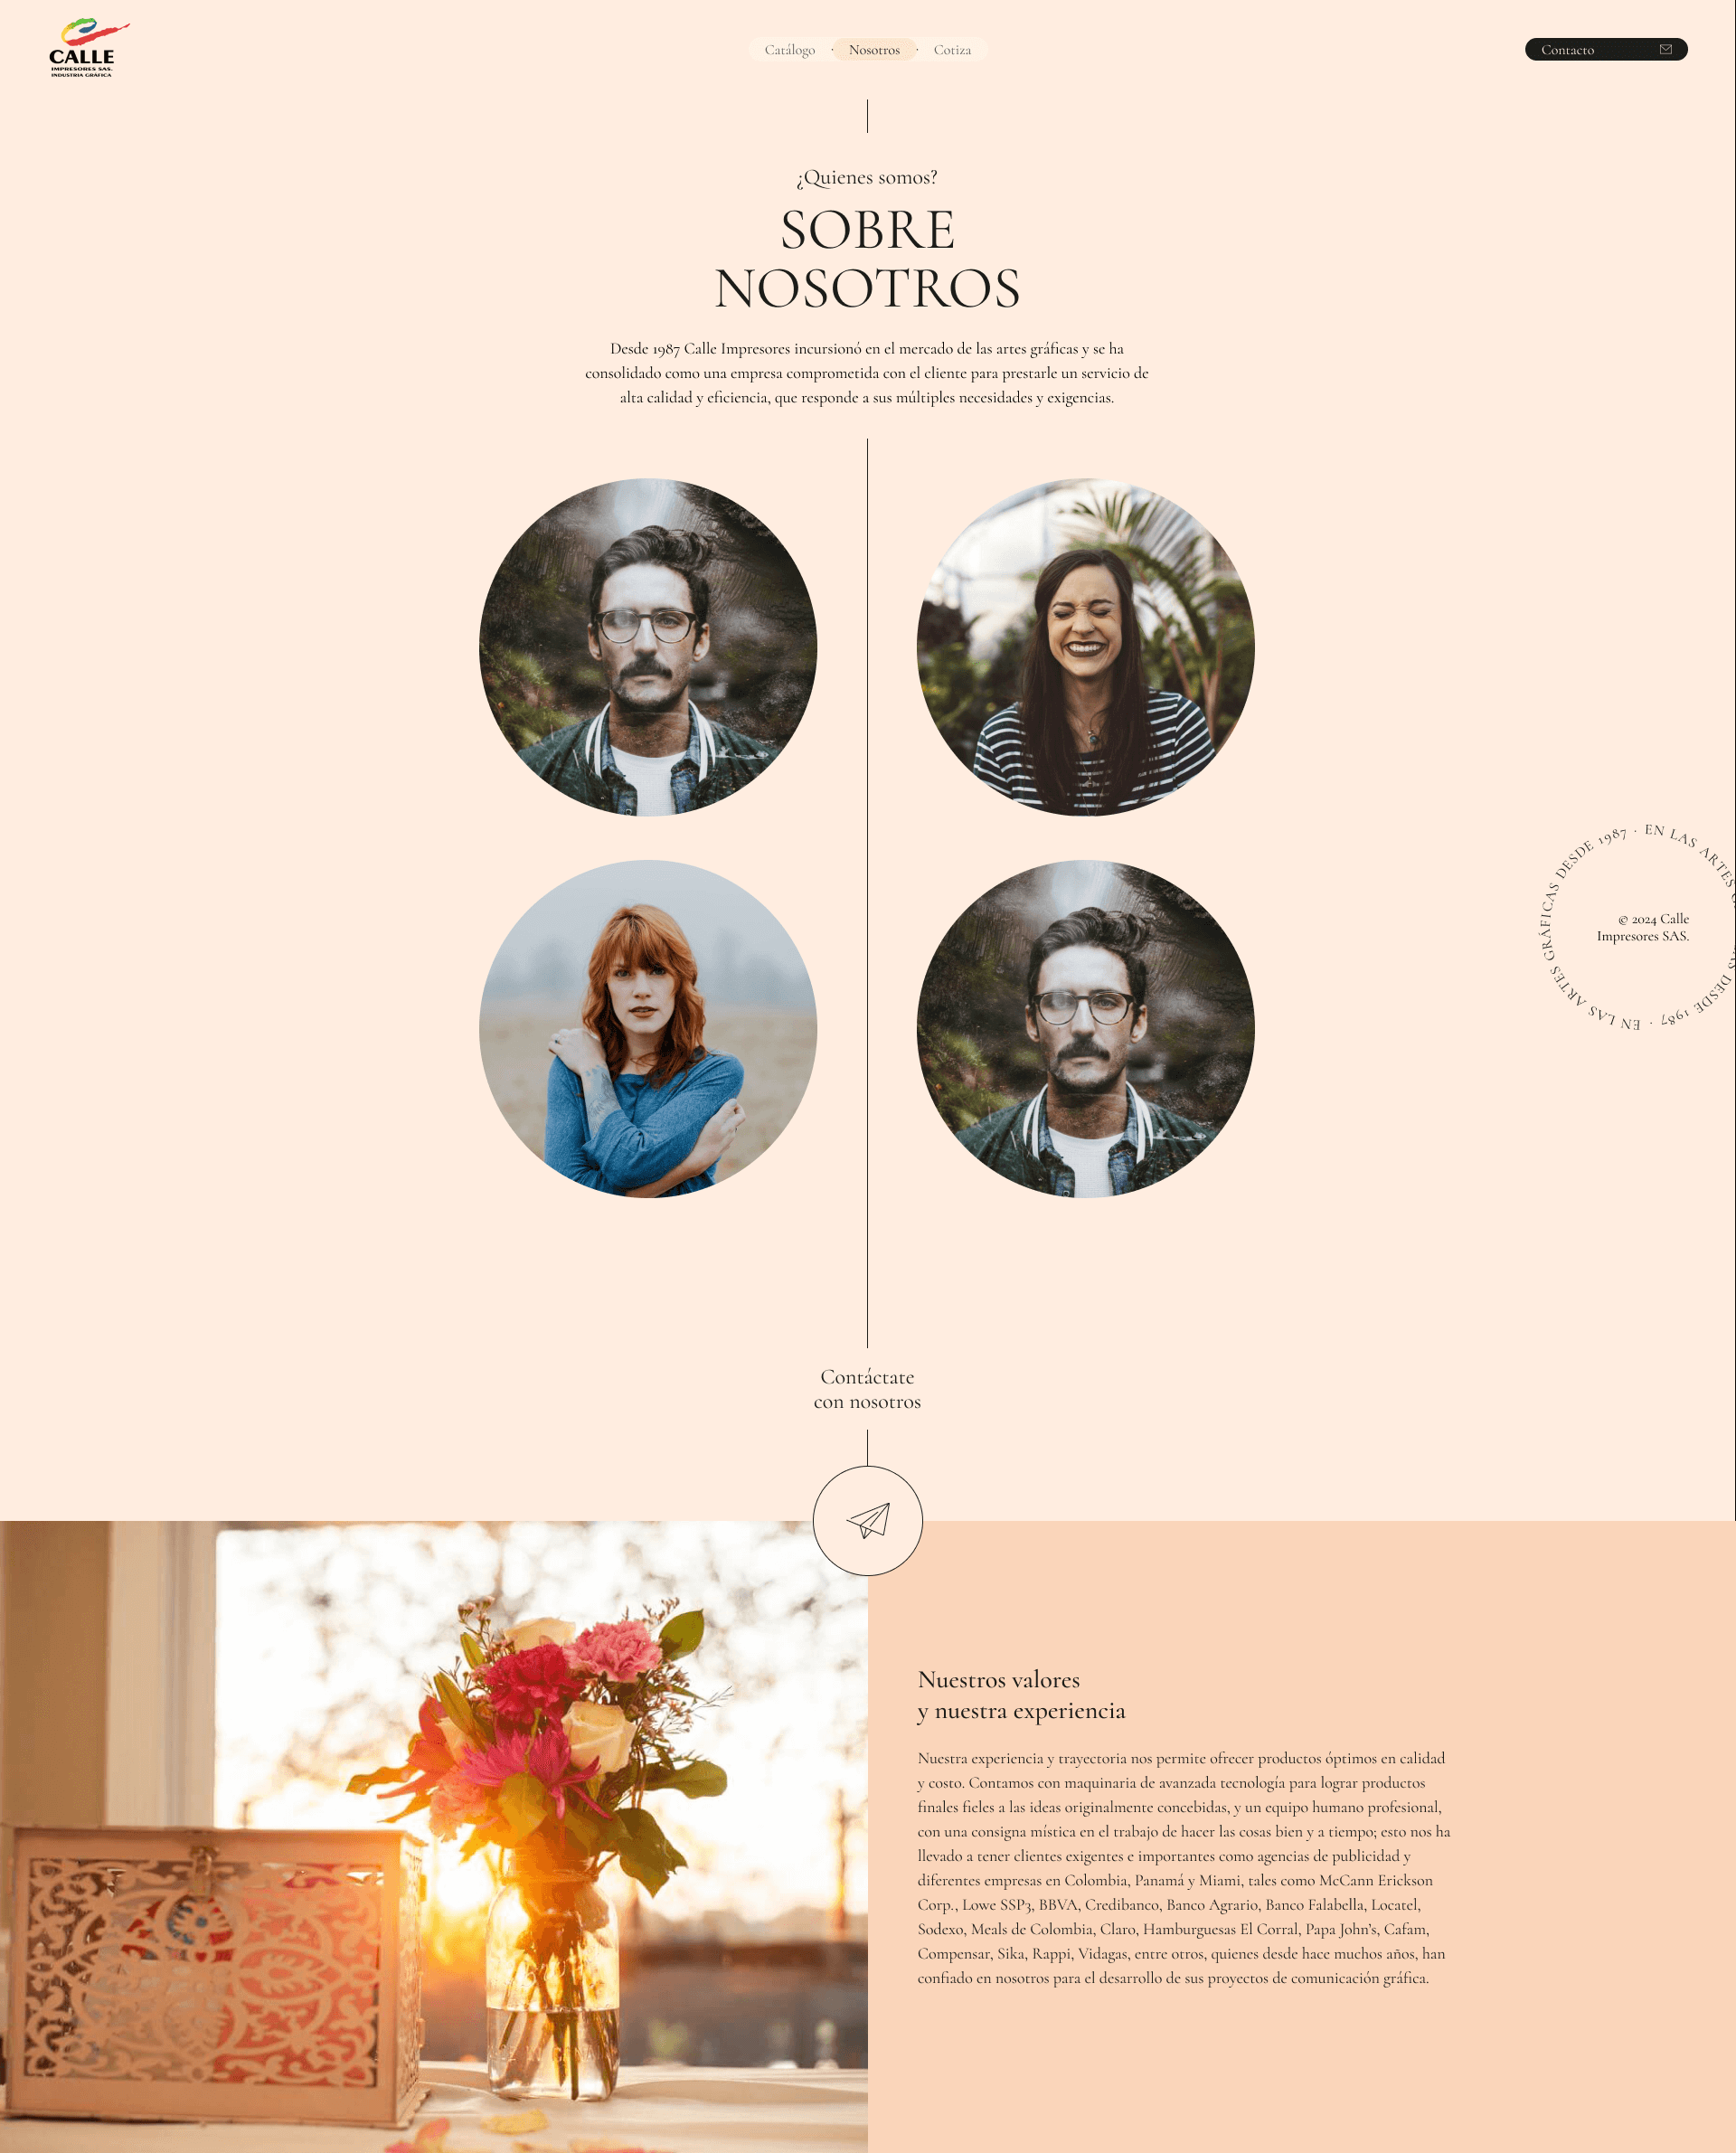 CALLE
IMPRESORES SAS.
INDUSTRIA GRÁFICA
Catálogo · Nosotros · Cotiza
Contacto
¿Quienes somos?
SOBRE
NOSOTROS
Desde 1987 Calle Impresores incursionó en el mercado de las artes gráficas y se ha
consolidado como una empresa comprometida con el cliente para prestarle un servicio de
alta calidad y eficiencia, que responde a sus múltiples necesidades y exigencias.
EN LAS ARTES GRÁFICAS DESDE 1987 · EN LAS ARTES
DESDE 1987 ·
© 2024 Calle
Impresores SAS.
Contáctate
con nosotros
Nuestros valores
y nuestra experiencia
Nuestra experiencia y trayectoria nos permite ofrecer productos óptimos en calidad
y costo. Contamos con maquinaria de avanzada tecnología para lograr productos
finales fieles a las ideas originalmente concebidas, y un equipo humano profesional,
con una consigna mística en el trabajo de hacer las cosas bien y a tiempo; esto nos ha
llevado a tener clientes exigentes e importantes como agencias de publicidad y
diferentes empresas en Colombia, Panamá y Miami, tales como McCann Erickson
Corp., Lowe SSP3, BBVA, Credibanco, Banco Agrario, Banco Falabella, Locatel,
Sodexo, Meals de Colombia, Claro, Hamburguesas El Corral, Papa John's, Cafam,
Compensar, Sika, Rappi, Vidagas, entre otros, quienes desde hace muchos años, han
confiado en nosotros para el desarrollo de sus proyectos de comunicación gráfica.